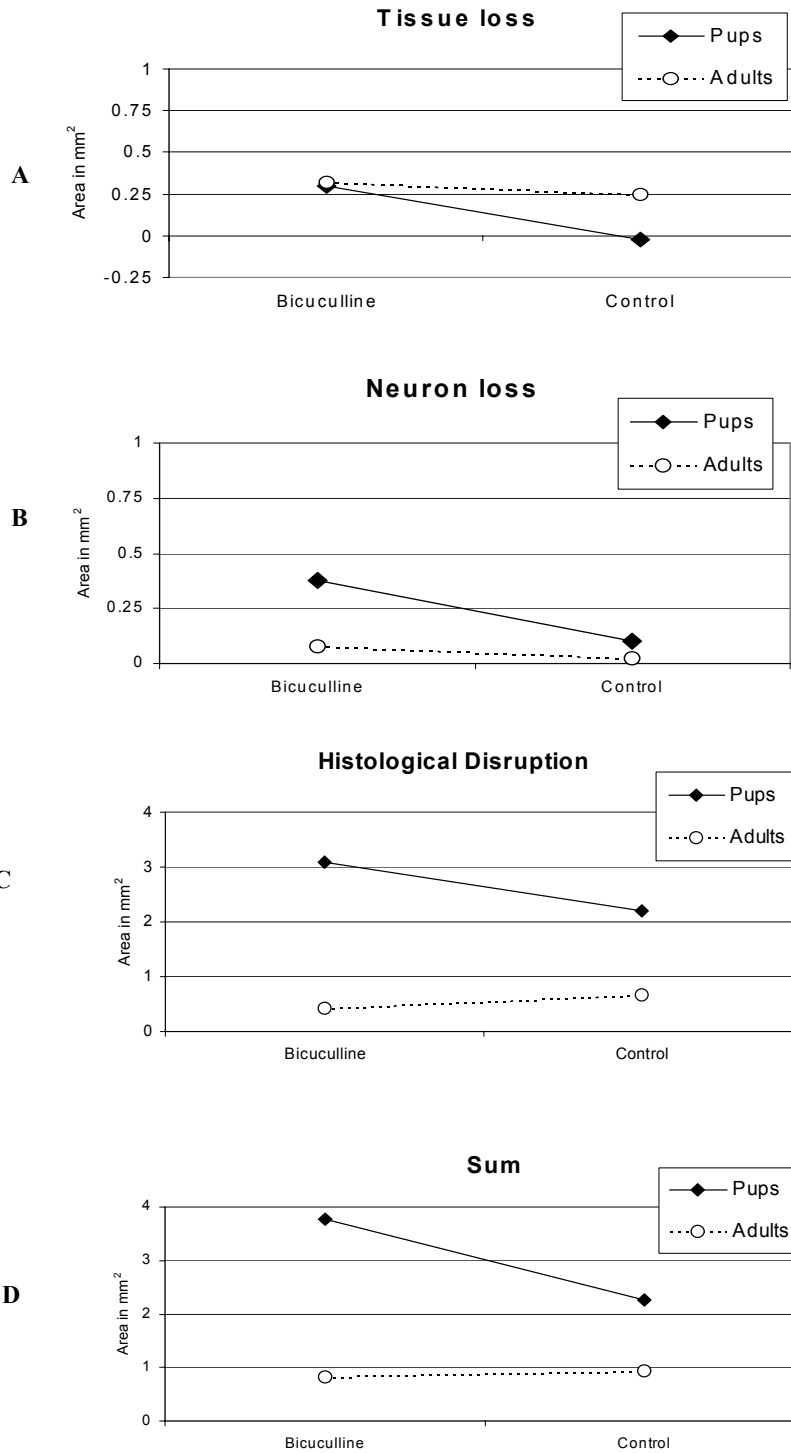 Tissue loss
Pups
Adults
1
0.75
0.5
0.25
0
-0.25
Area in mm²
A
Bicuculline Control
Neuron loss
Pups
Adults
1
0.75
0.5
0.25
0
Area in mm²
B
Bicuculline Control
Histological Disruption
Pups
Adults
4
3
2
1
0
Area in mm²
C
Bicuculline Control
Sum
Pups
Adults
4
3
2
1
0
Area in mm²
D
Bicuculline Control